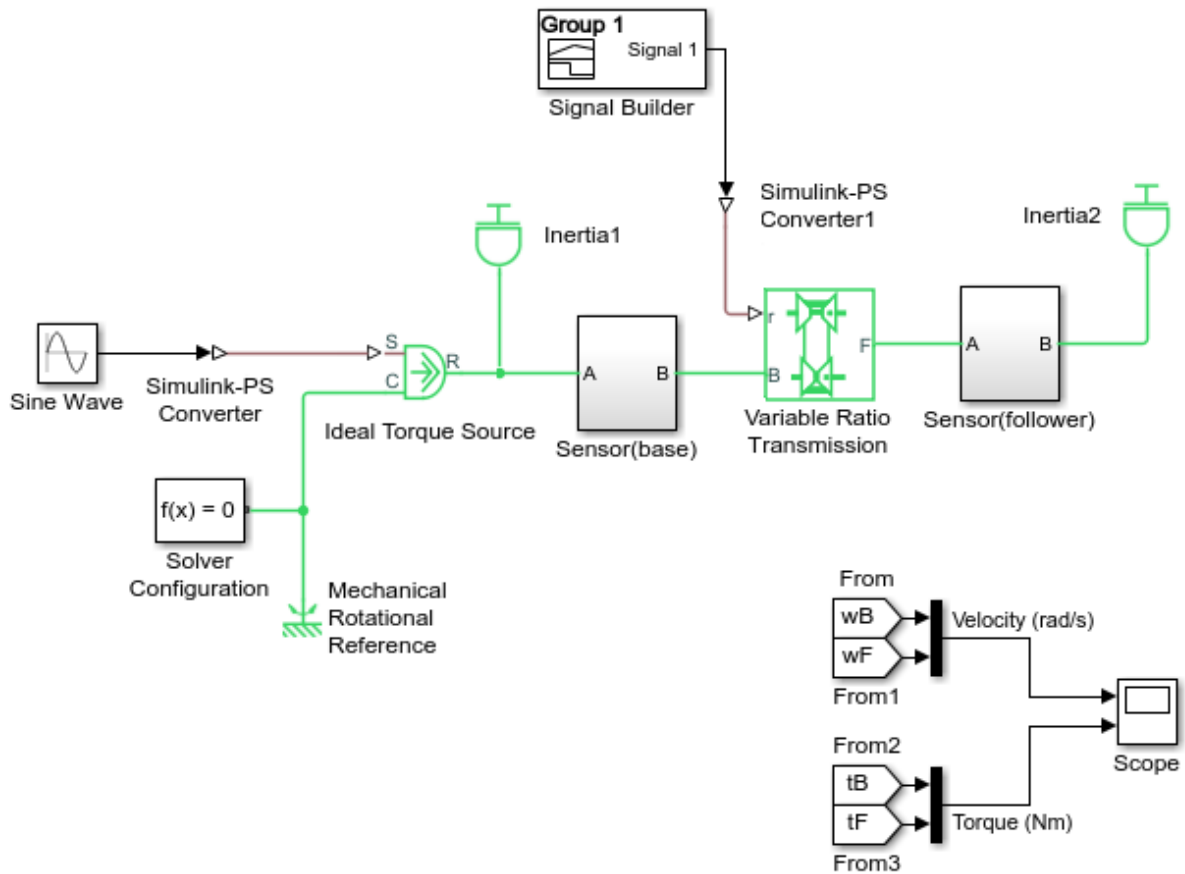 Group 1
Signal 1
Signal Builder
Simulink-PS
Converter1
Inertia1
Inertia2
Sine Wave
Simulink-PS
Converter
S
C
R
Ideal Torque Source
A
B
Sensor(base)
r
B
F
Variable Ratio
Transmission
A
B
Sensor(follower)
f(x) = 0
Solver
Configuration
Mechanical
Rotational
Reference
From
wB
wF
From1
Velocity (rad/s)
From2
tB
tF
From3
Torque (Nm)
Scope